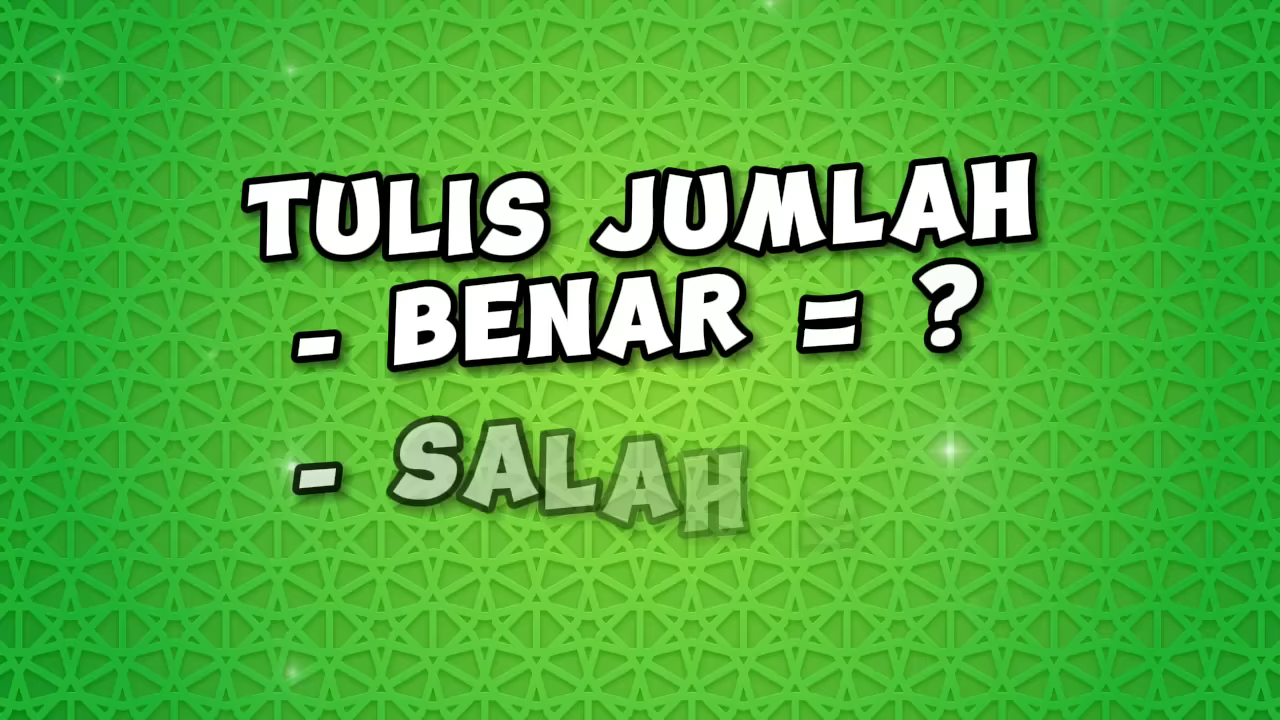 TULIS JUMLAH
- BENAR = ?
- SALAH